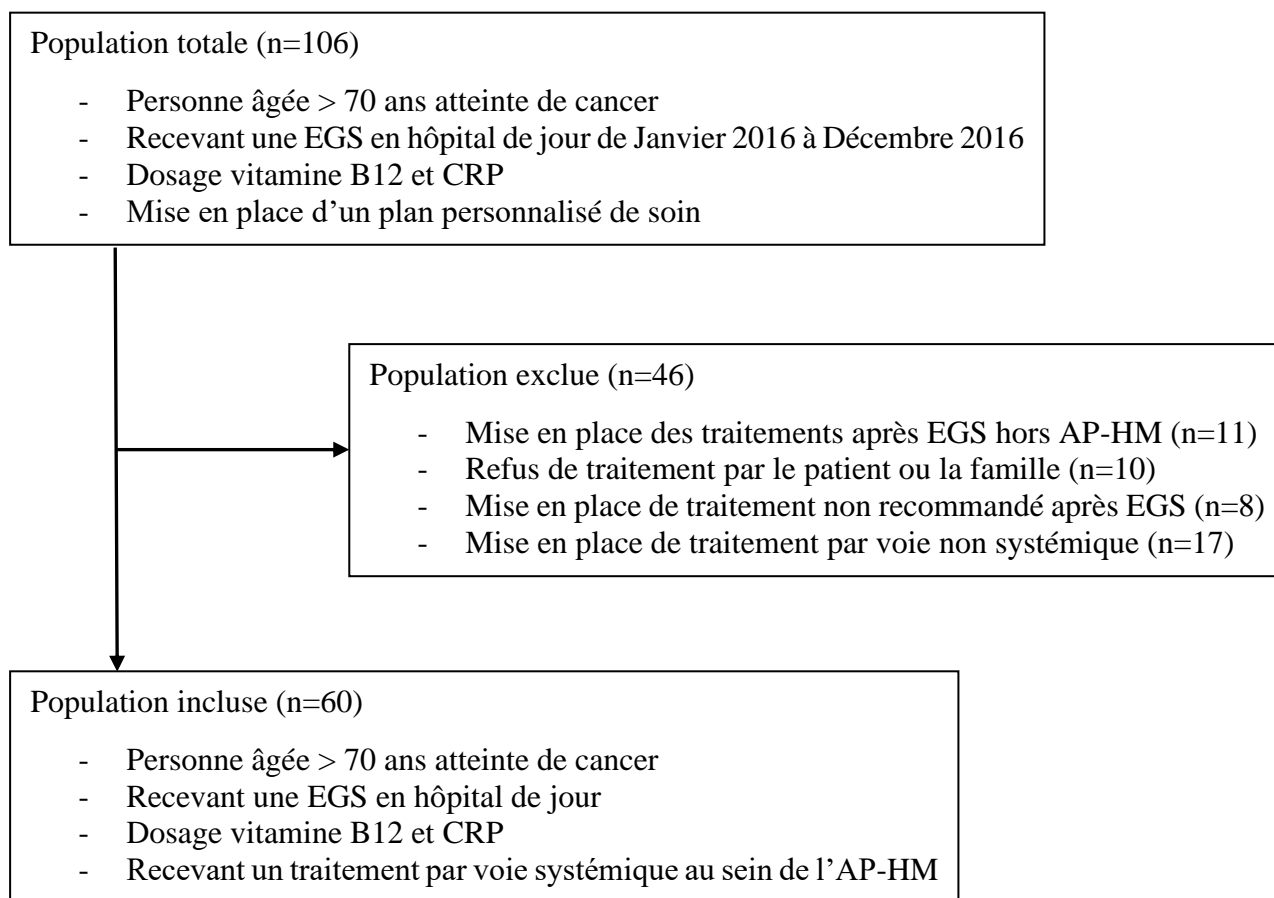 Population totale (n=106)
- Personne âgée > 70 ans atteinte de cancer
- Recevant une EGS en hôpital de jour de Janvier 2016 à Décembre 2016
- Dosage vitamine B12 et CRP
- Mise en place d'un plan personnalisé de soin
Population exclue (n=46)
- Mise en place des traitements après EGS hors AP-HM (n=11)
- Refus de traitement par le patient ou la famille (n=10)
- Mise en place de traitement non recommandé après EGS (n=8)
- Mise en place de traitement par voie non systémique (n=17)
Population incluse (n=60)
- Personne âgée > 70 ans atteinte de cancer
- Recevant une EGS en hôpital de jour
- Dosage vitamine B12 et CRP
- Recevant un traitement par voie systémique au sein de l'AP-HM